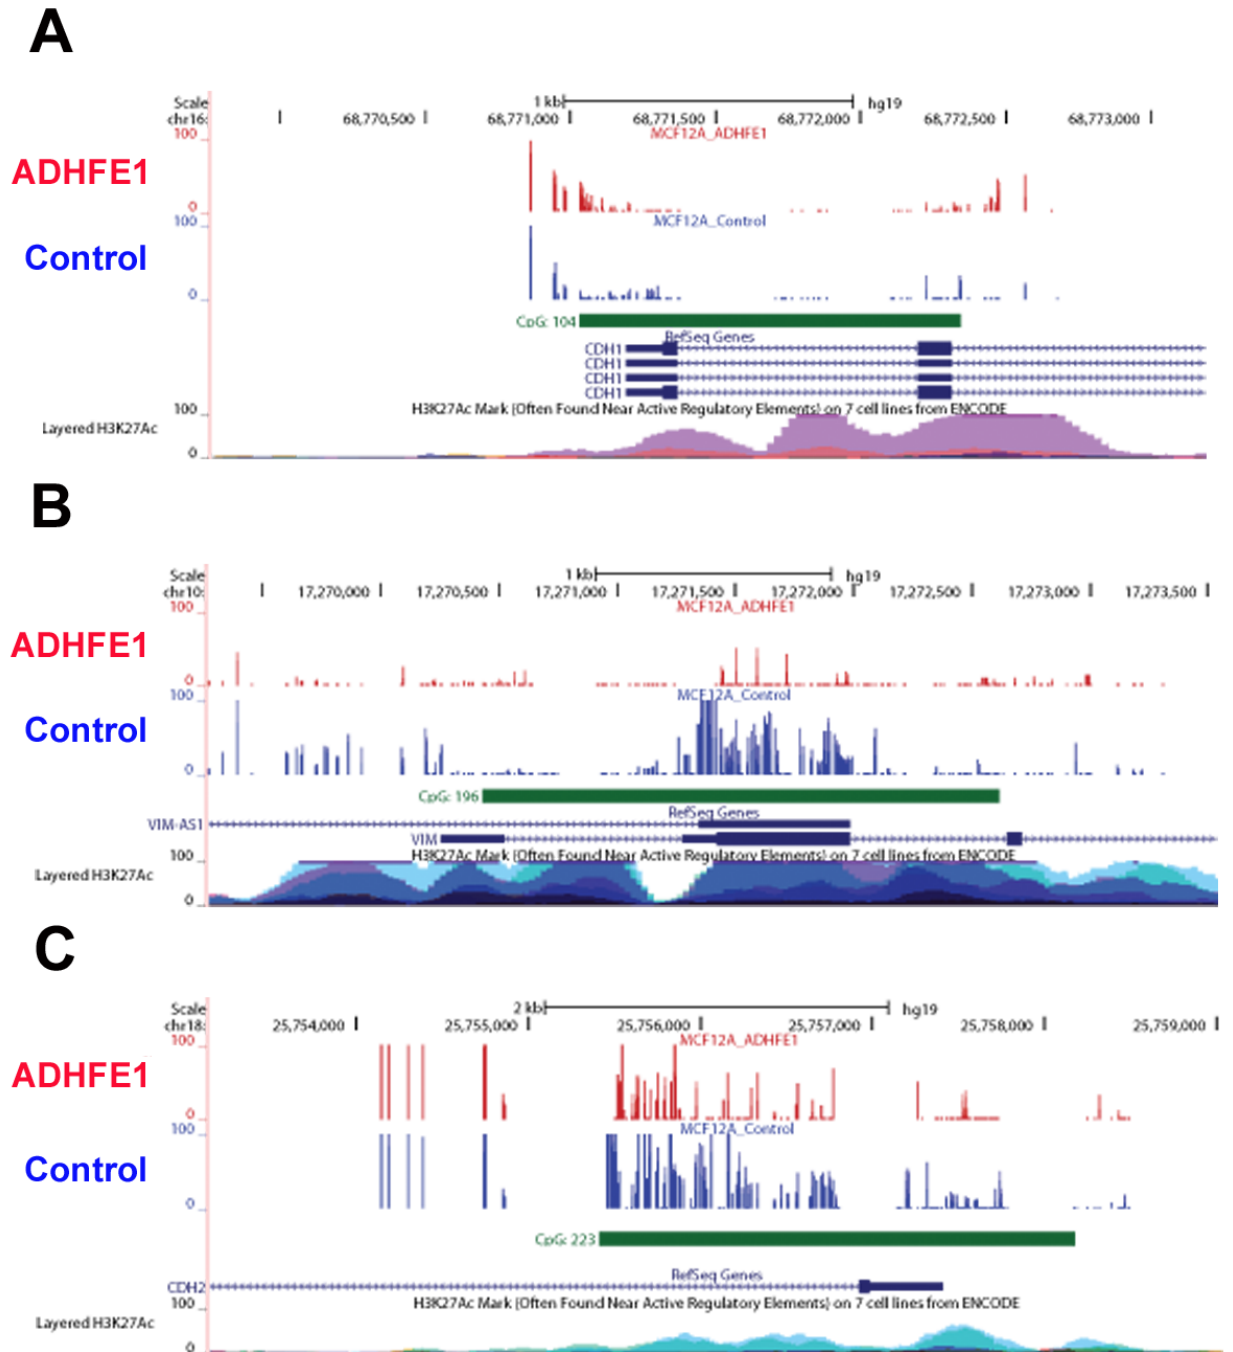 A
Scale 1 kb hg19
chr16: 68,770,500 68,771,000 68,771,500 68,772,000 68,772,500 68,773,000
100 MCF12A_ADHFE1
ADHFE1
0
100 MCF12A_Control
Control
0
CpG: 104
RefSeq Genes
CDH1
CDH1
CDH1
CDH1
H3K27Ac Mark (Often Found Near Active Regulatory Elements) on 7 cell lines from ENCODE
100
Layered H3K27Ac
0
B
Scale 1 kb hg19
chr10: 17,270,000 17,270,500 17,271,000 17,271,500 17,272,000 17,272,500 17,273,000 17,273,500
100 MCF12A_ADHFE1
ADHFE1
0
100 MCF12A_Control
Control
0
CpG: 196
RefSeq Genes
VIM-AS1
VIM
H3K27Ac Mark (Often Found Near Active Regulatory Elements) on 7 cell lines from ENCODE
100
Layered H3K27Ac
0
C
Scale 2 kb hg19
chr18: 25,754,000 25,755,000 25,756,000 25,757,000 25,758,000 25,759,000
100 MCF12A_ADHFE1
ADHFE1
0
100 MCF12A_Control
Control
0
CpG: 223
RefSeq Genes
CDH2
H3K27Ac Mark (Often Found Near Active Regulatory Elements) on 7 cell lines from ENCODE
100
Layered H3K27Ac
0